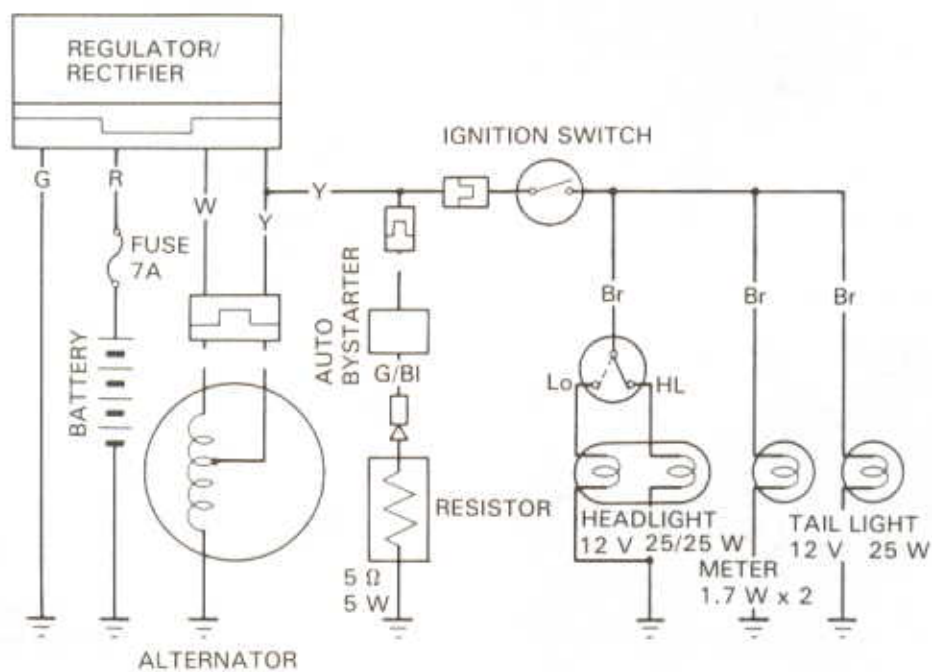 REGULATOR/
RECTIFIER
IGNITION SWITCH
G
R
W
Y
Y
FUSE
7A
BATTERY
AUTO
BYSTARTER
G/Bl
Br
Br
Br
Lo
HL
RESISTOR
5 Ω
5 W
HEADLIGHT
12 V 25/25 W
METER
1.7 W x 2
TAIL LIGHT
12 V 25 W
ALTERNATOR